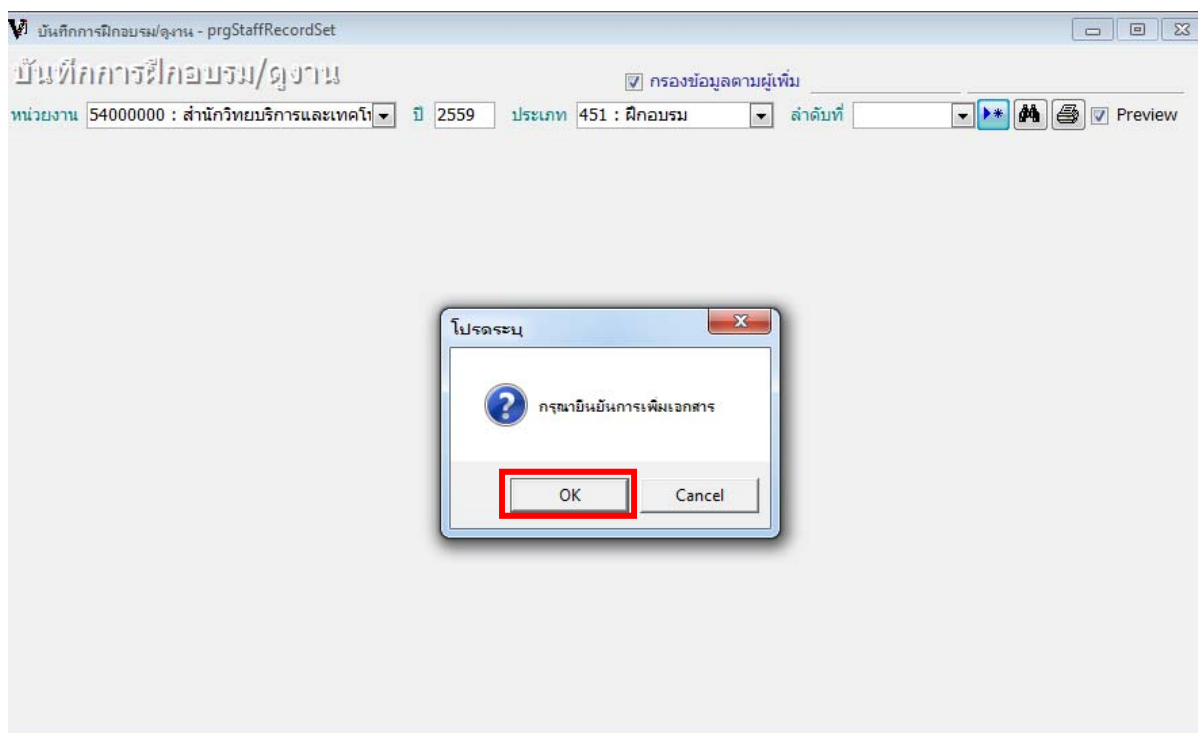 บันทึกการฝึกอบรม/ดูงาน - prgStaffRecordSet
บันทึกการฝึกอบรม/ดูงาน
กรองข้อมูลตามผู้เพิ่ม
หน่วยงาน 54000000 : สำนักวิทยบริการและเทคโ ปี 2559 ประเภท 451 : ฝึกอบรม ลำดับที่ Preview
โปรดระบุ
กรุณายืนยันการเพิ่มเอกสาร
OK Cancel